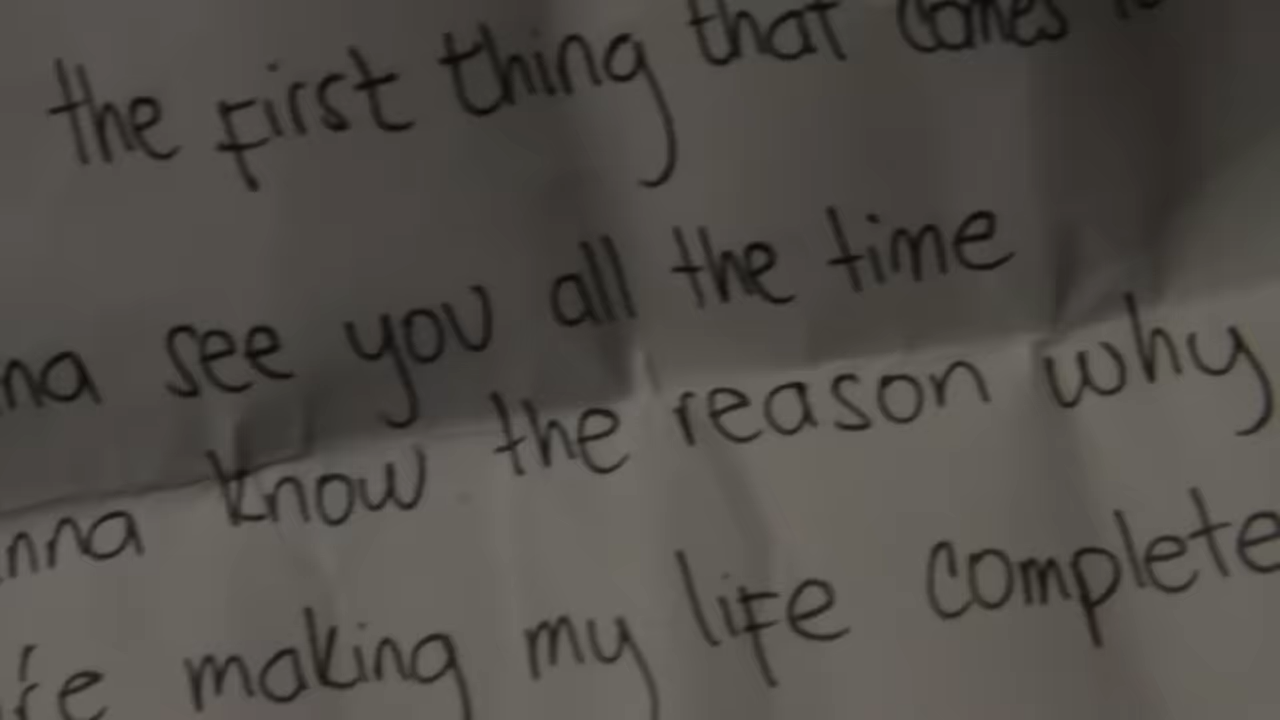 the first thing that comes
na see you all the time
nna know the reason why
're making my life complete